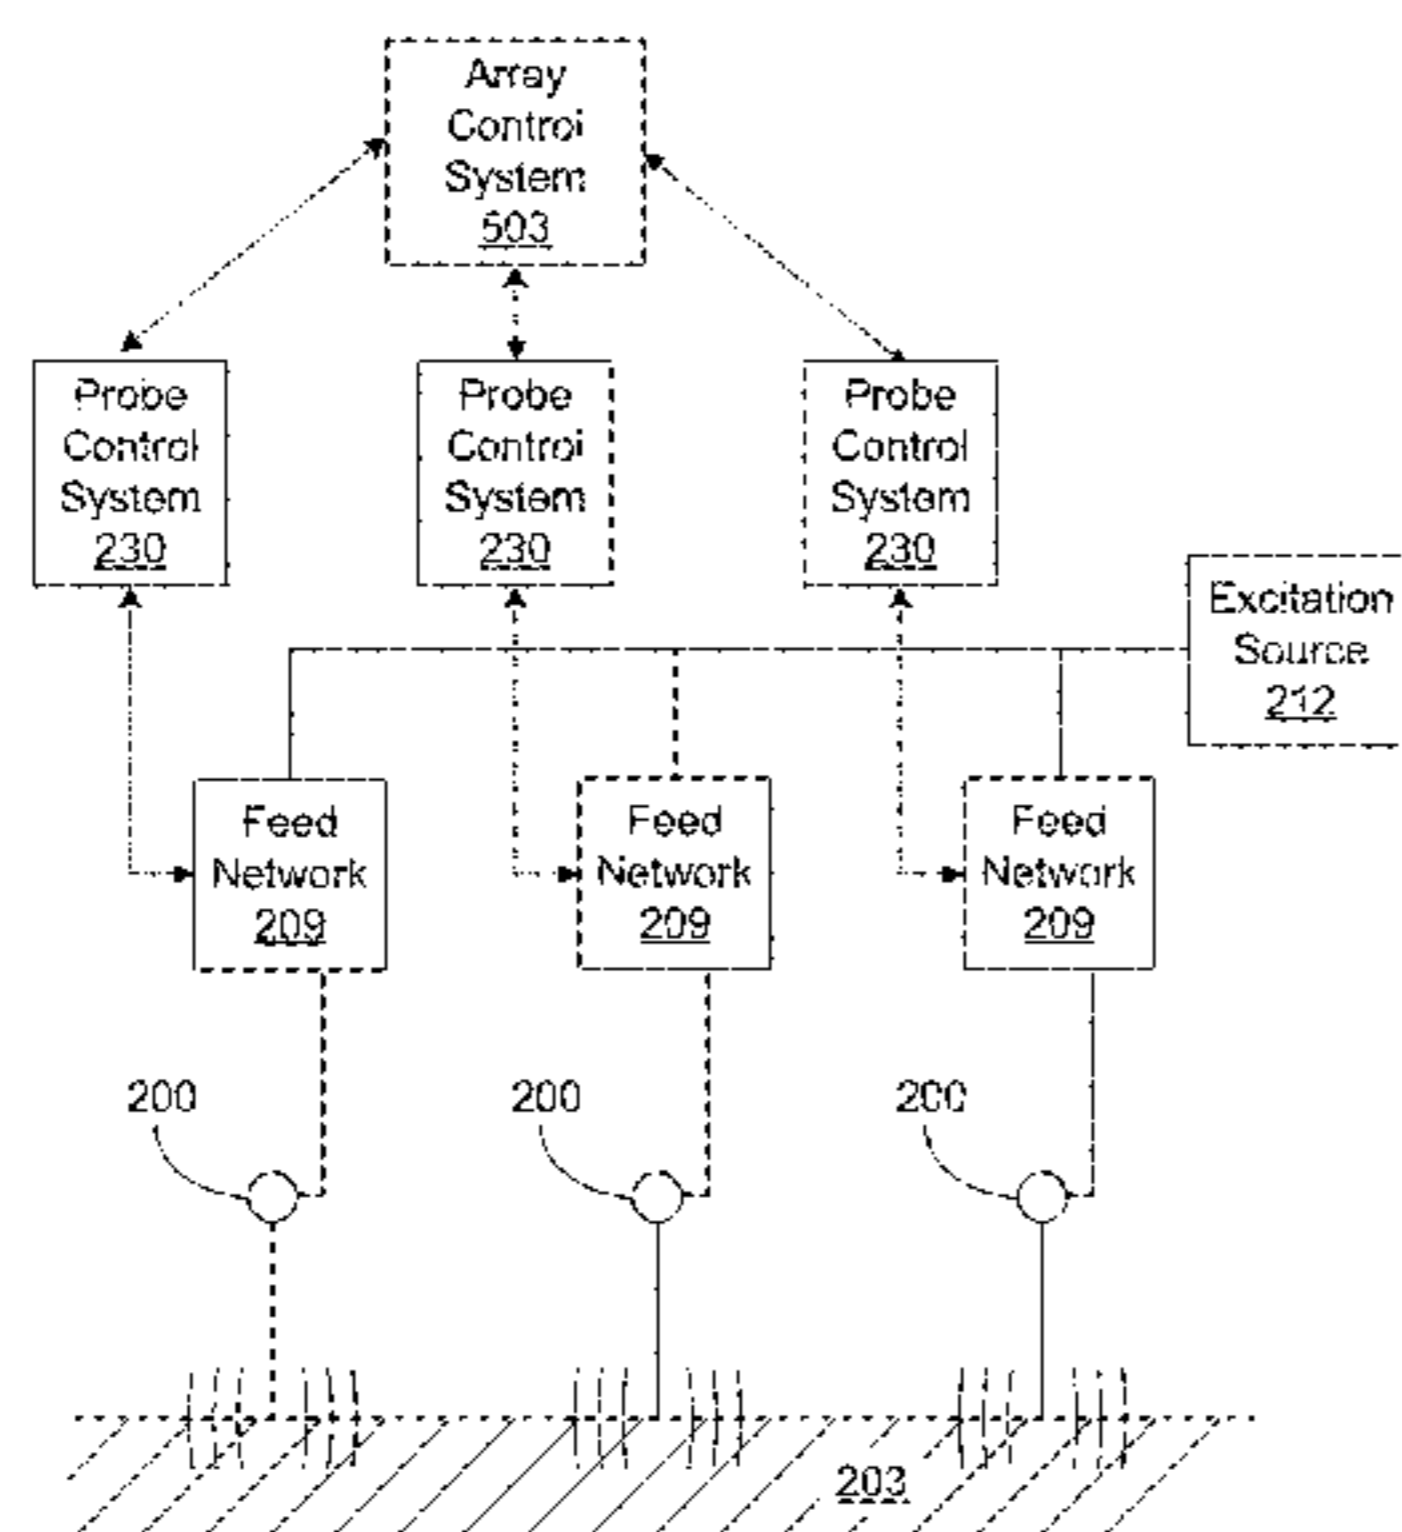 Array
Control
System
503
Probe
Control
System
230
Probe
Control
System
230
Probe
Control
System
230
Excitation
Source
212
Feed
Network
209
Feed
Network
209
Feed
Network
209
200
200
200
203